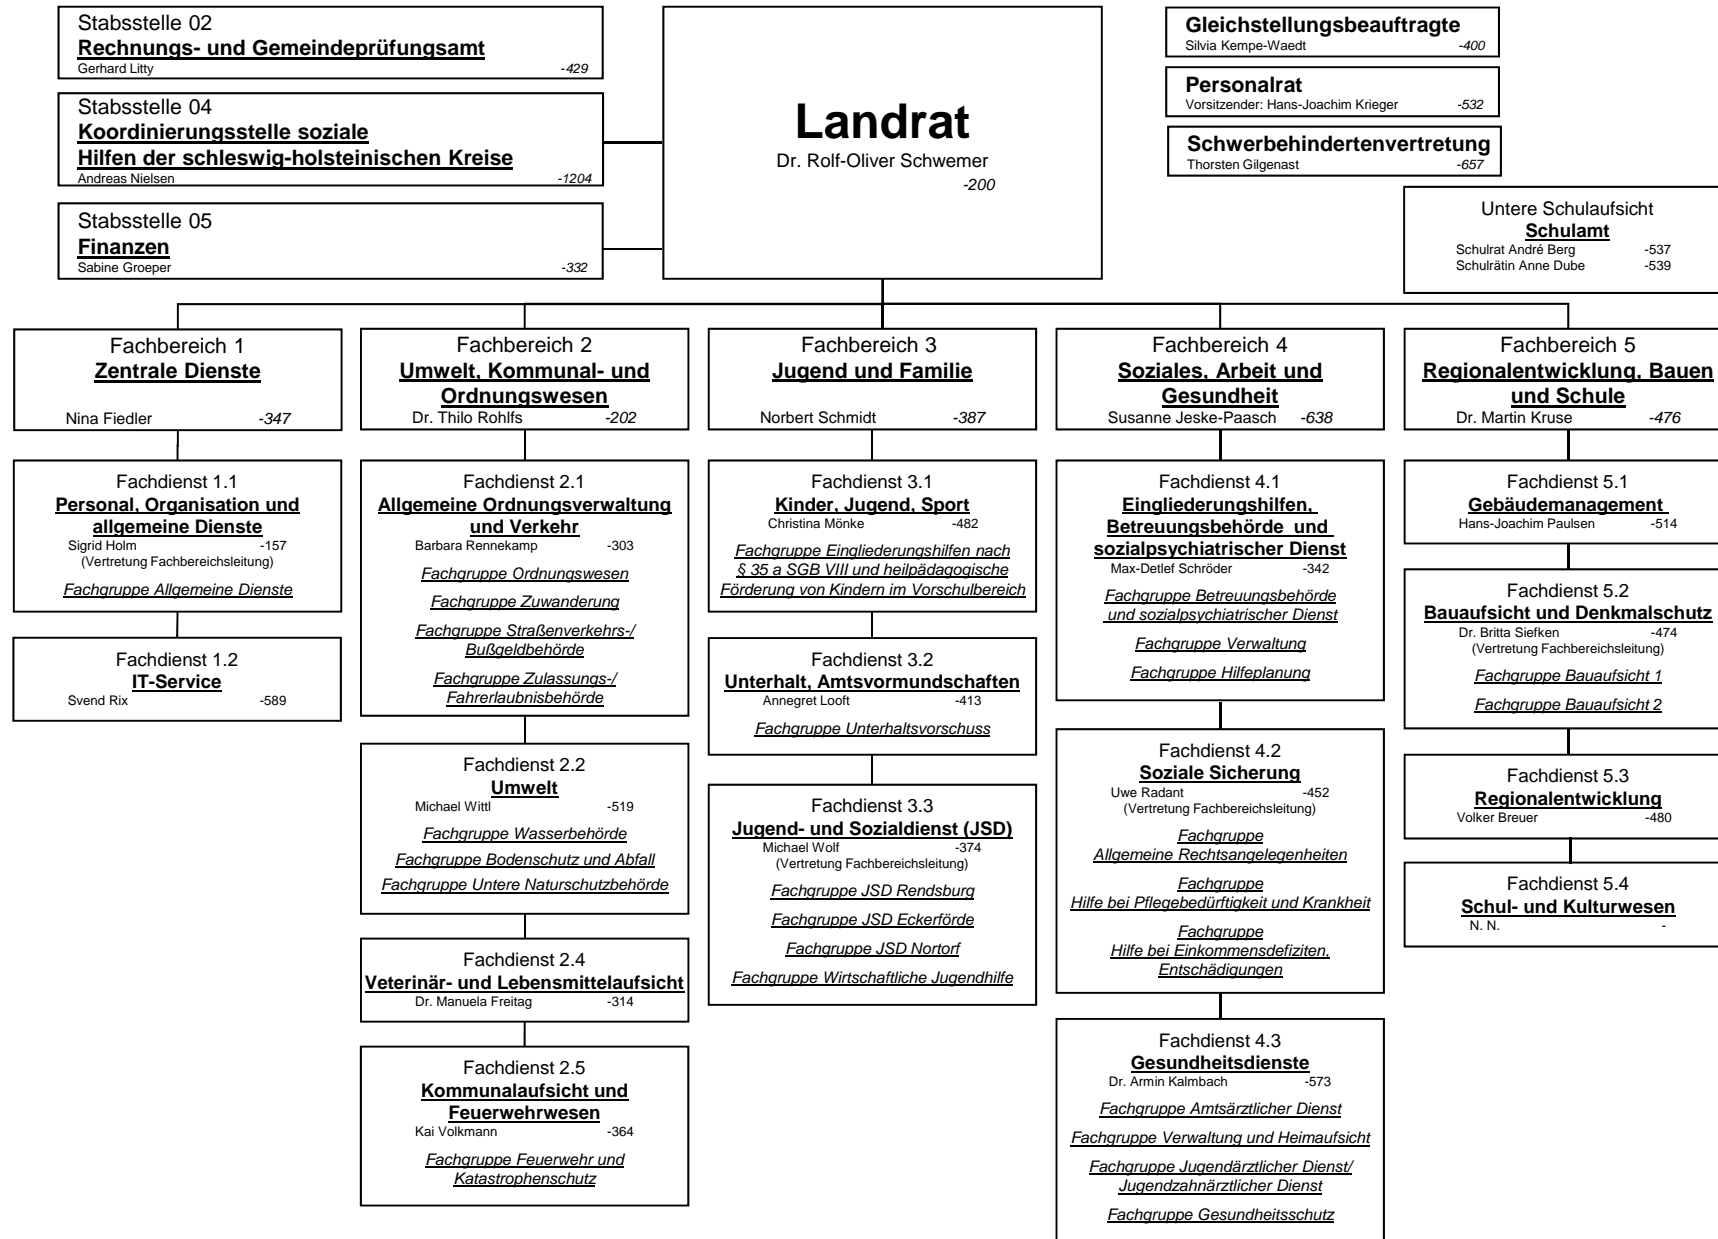 Stabsstelle 02
Rechnungs- und Gemeindeprüfungsamt
Gerhard Litty -429
Stabsstelle 04
Koordinierungsstelle soziale
Hilfen der schleswig-holsteinischen Kreise
Andreas Nielsen -1204
Stabsstelle 05
Finanzen
Sabine Groeper -332
Landrat
Dr. Rolf-Oliver Schwemer
-200
Gleichstellungsbeauftragte
Silvia Kempe-Waedt -400
Personalrat
Vorsitzender: Hans-Joachim Krieger -532
Schwerbehindertenvertretung
Thorsten Gilgenast -657
Untere Schulaufsicht
Schulamt
Schulrat André Berg -537
Schulrätin Anne Dube -539
Fachbereich 1
Zentrale Dienste
Nina Fiedler -347
Fachdienst 1.1
Personal, Organisation und
allgemeine Dienste
Sigrid Holm -157
(Vertretung Fachbereichsleitung)
Fachgruppe Allgemeine Dienste
Fachdienst 1.2
IT-Service
Svend Rix -589
Fachbereich 2
Umwelt, Kommunal- und
Ordnungswesen
Dr. Thilo Rohlfs -202
Fachdienst 2.1
Allgemeine Ordnungsverwaltung
und Verkehr
Barbara Rennekamp -303
Fachgruppe Ordnungswesen
Fachgruppe Zuwanderung
Fachgruppe Straßenverkehrs-/
Bußgeldbehörde
Fachgruppe Zulassungs-/
Fahrerlaubnisbehörde
Fachdienst 2.2
Umwelt
Michael Wittl -519
Fachgruppe Wasserbehörde
Fachgruppe Bodenschutz und Abfall
Fachgruppe Untere Naturschutzbehörde
Fachdienst 2.4
Veterinär- und Lebensmittelaufsicht
Dr. Manuela Freitag -314
Fachdienst 2.5
Kommunalaufsicht und
Feuerwehrwesen
Kai Volkmann -364
Fachgruppe Feuerwehr und
Katastrophenschutz
Fachbereich 3
Jugend und Familie
Norbert Schmidt -387
Fachdienst 3.1
Kinder, Jugend, Sport
Christina Mönke -482
Fachgruppe Eingliederungshilfen nach
§ 35 a SGB VIII und heilpädagogische
Förderung von Kindern im Vorschulbereich
Fachdienst 3.2
Unterhalt, Amtsvormundschaften
Annegret Looft -413
Fachgruppe Unterhaltsvorschuss
Fachdienst 3.3
Jugend- und Sozialdienst (JSD)
Michael Wolf -374
(Vertretung Fachbereichsleitung)
Fachgruppe JSD Rendsburg
Fachgruppe JSD Eckerförde
Fachgruppe JSD Nortorf
Fachgruppe Wirtschaftliche Jugendhilfe
Fachbereich 4
Soziales, Arbeit und
Gesundheit
Susanne Jeske-Paasch -638
Fachdienst 4.1
Eingliederungshilfen,
Betreuungsbehörde und
sozialpsychiatrischer Dienst
Max-Detlef Schröder -342
Fachgruppe Betreuungsbehörde
und sozialpsychiatrischer Dienst
Fachgruppe Verwaltung
Fachgruppe Hilfeplanung
Fachdienst 4.2
Soziale Sicherung
Uwe Radant -452
(Vertretung Fachbereichsleitung)
Fachgruppe
Allgemeine Rechtsangelegenheiten
Fachgruppe
Hilfe bei Pflegebedürftigkeit und Krankheit
Fachgruppe
Hilfe bei Einkommensdefiziten,
Entschädigungen
Fachdienst 4.3
Gesundheitsdienste
Dr. Armin Kalmbach -573
Fachgruppe Amtsärztlicher Dienst
Fachgruppe Verwaltung und Heimaufsicht
Fachgruppe Jugendärztlicher Dienst/
Jugendzahnärztlicher Dienst
Fachgruppe Gesundheitsschutz
Fachbereich 5
Regionalentwicklung, Bauen
und Schule
Dr. Martin Kruse -476
Fachdienst 5.1
Gebäudemanagement
Hans-Joachim Paulsen -514
Fachdienst 5.2
Bauaufsicht und Denkmalschutz
Dr. Britta Siefken -474
(Vertretung Fachbereichsleitung)
Fachgruppe Bauaufsicht 1
Fachgruppe Bauaufsicht 2
Fachdienst 5.3
Regionalentwicklung
Volker Breuer -480
Fachdienst 5.4
Schul- und Kulturwesen
N. N. -